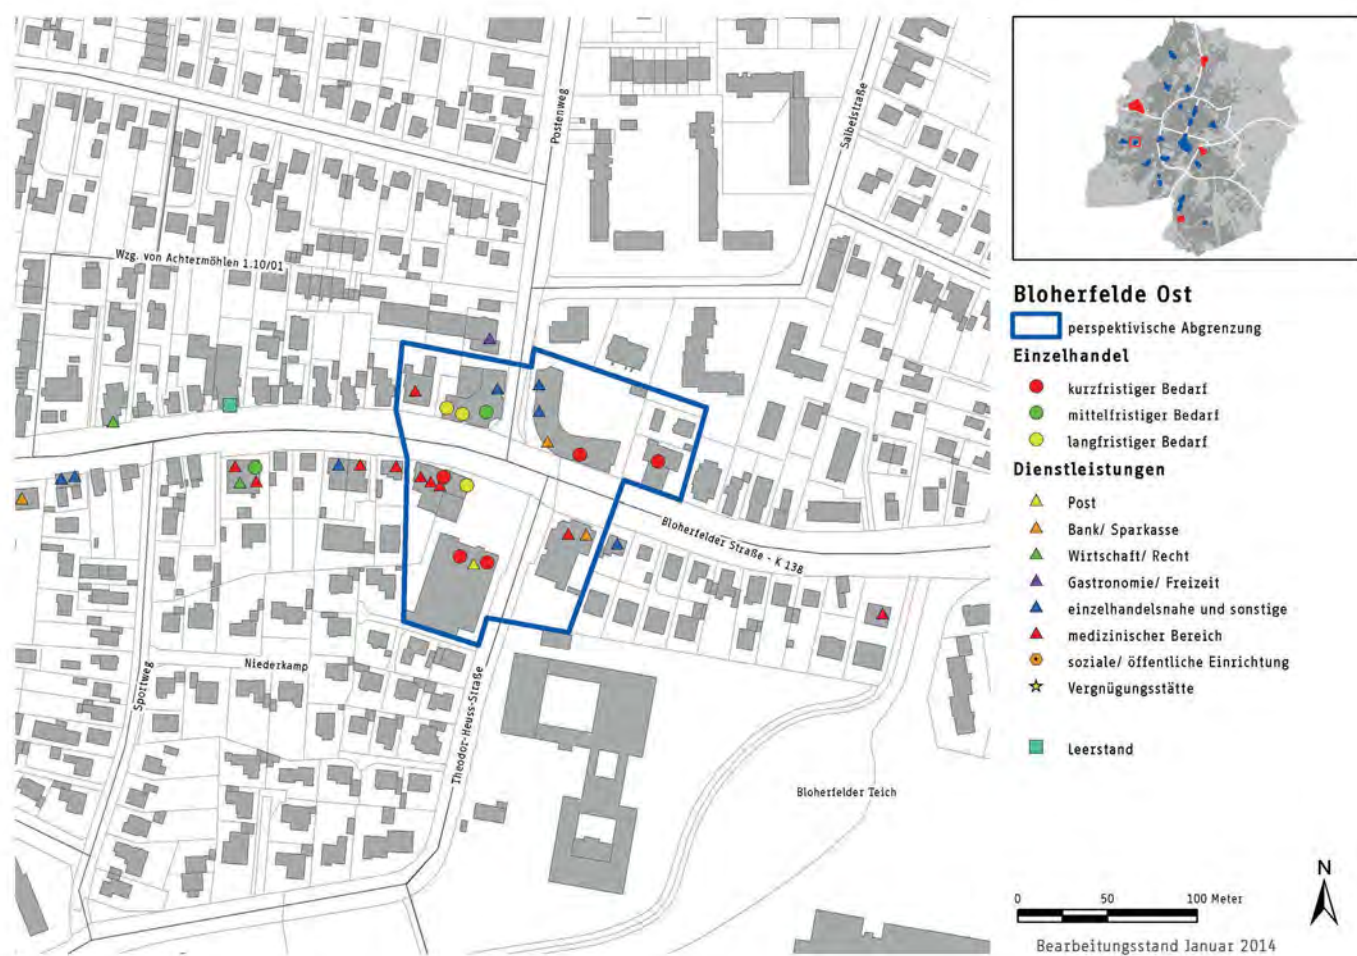 Postenweg
Salbeistraße
Wzg. von Achtermöhlen 1.10/01
Bloherfelder Straße - K 138
Niederkamp
Sportweg
Theodor-Heuss-Straße
Bloherfelder Teich
Bloherfelde Ost
perspektivische Abgrenzung
Einzelhandel
kurzfristiger Bedarf
mittelfristiger Bedarf
langfristiger Bedarf
Dienstleistungen
Post
Bank/ Sparkasse
Wirtschaft/ Recht
Gastronomie/ Freizeit
einzelhandelsnahe und sonstige
medizinischer Bereich
soziale/ öffentliche Einrichtung
Vergnügungsstätte
Leerstand
N
0 50 100 Meter
Bearbeitungsstand Januar 2014